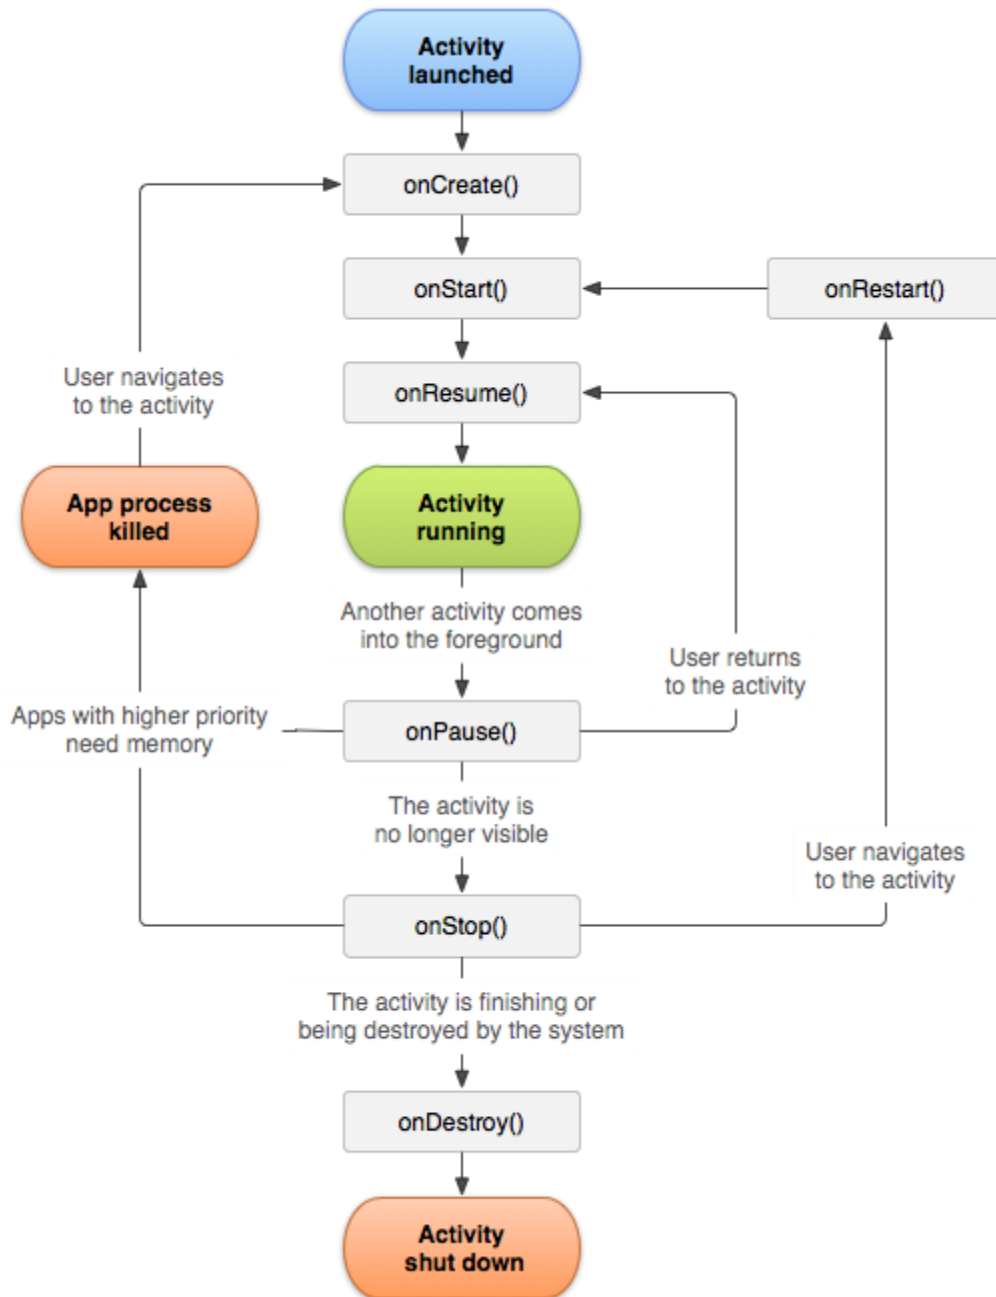 Activity
launched
onCreate()
onStart()
onRestart()
onResume()
User navigates
to the activity
App process
killed
Activity
running
Another activity comes
into the foreground
User returns
to the activity
Apps with higher priority
need memory
onPause()
The activity is
no longer visible
User navigates
to the activity
onStop()
The activity is finishing or
being destroyed by the system
onDestroy()
Activity
shut down